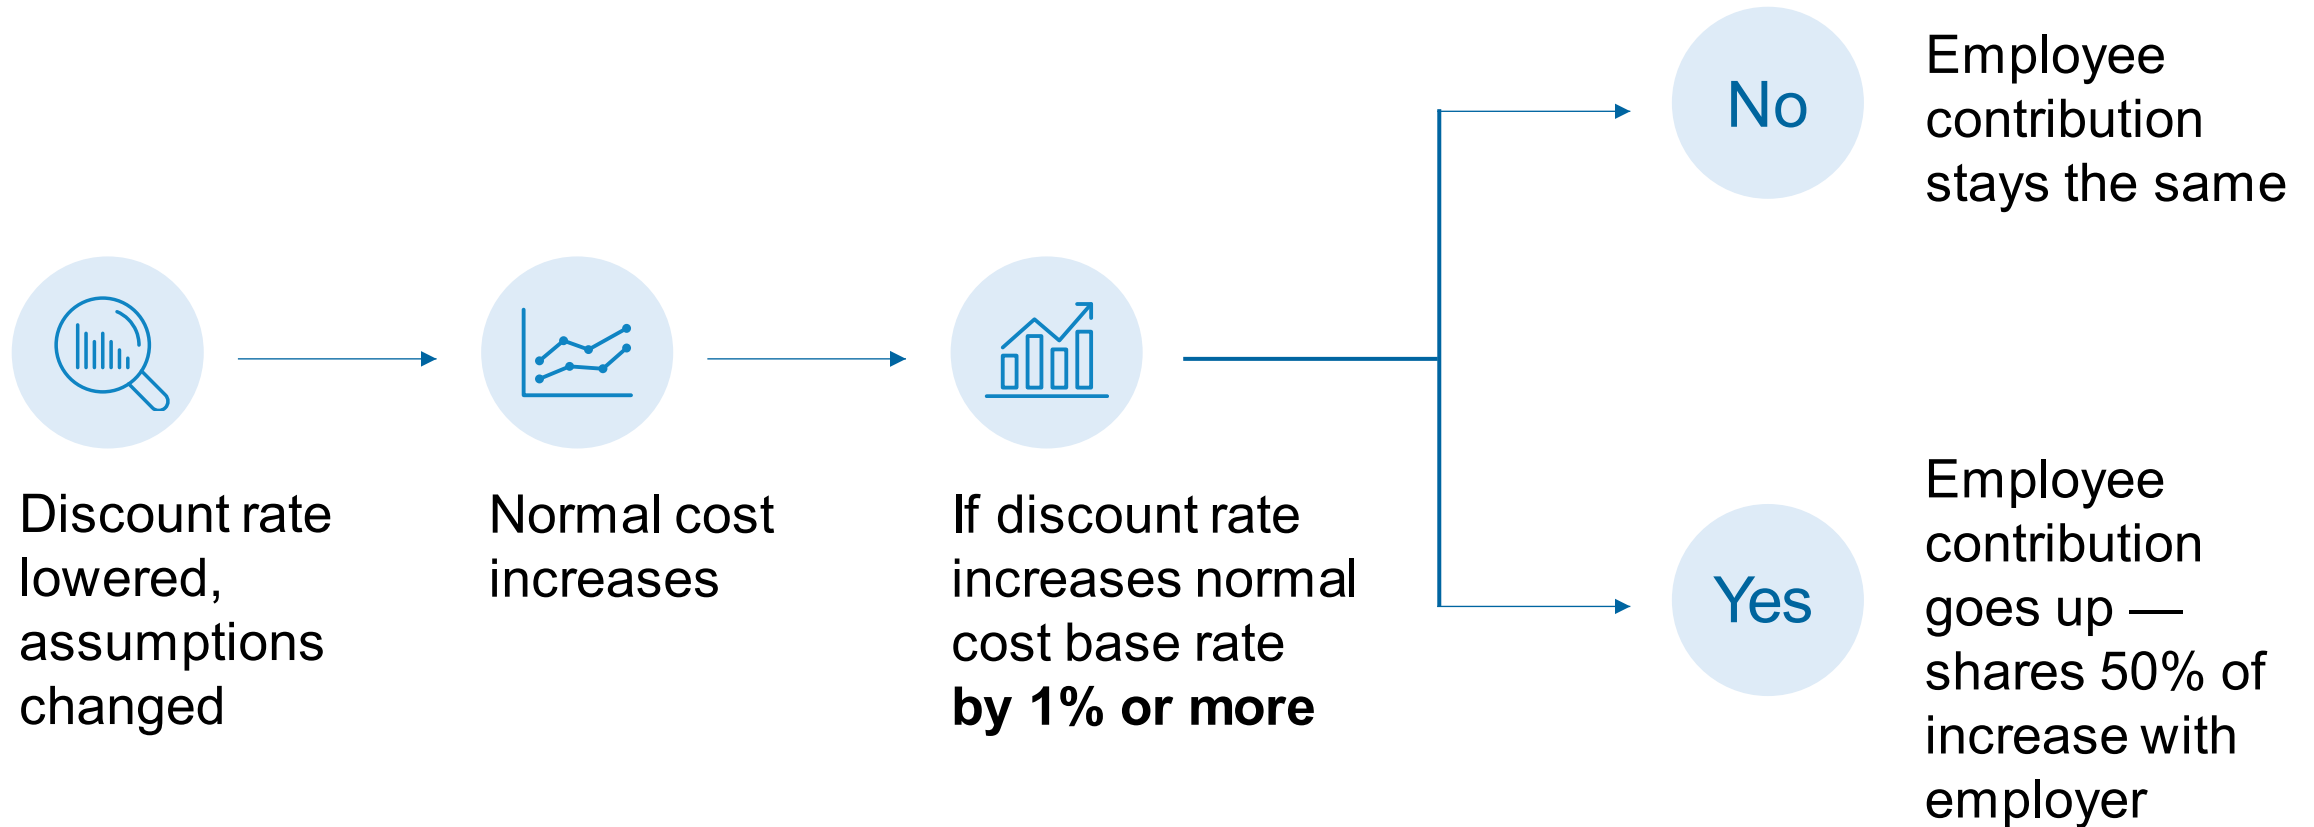 Discount rate
lowered,
assumptions
changed
Normal cost
increases
If discount rate
increases normal
cost base rate
by 1% or more
No
Employee
contribution
stays the same
Yes
Employee
contribution
goes up —
shares 50% of
increase with
employer